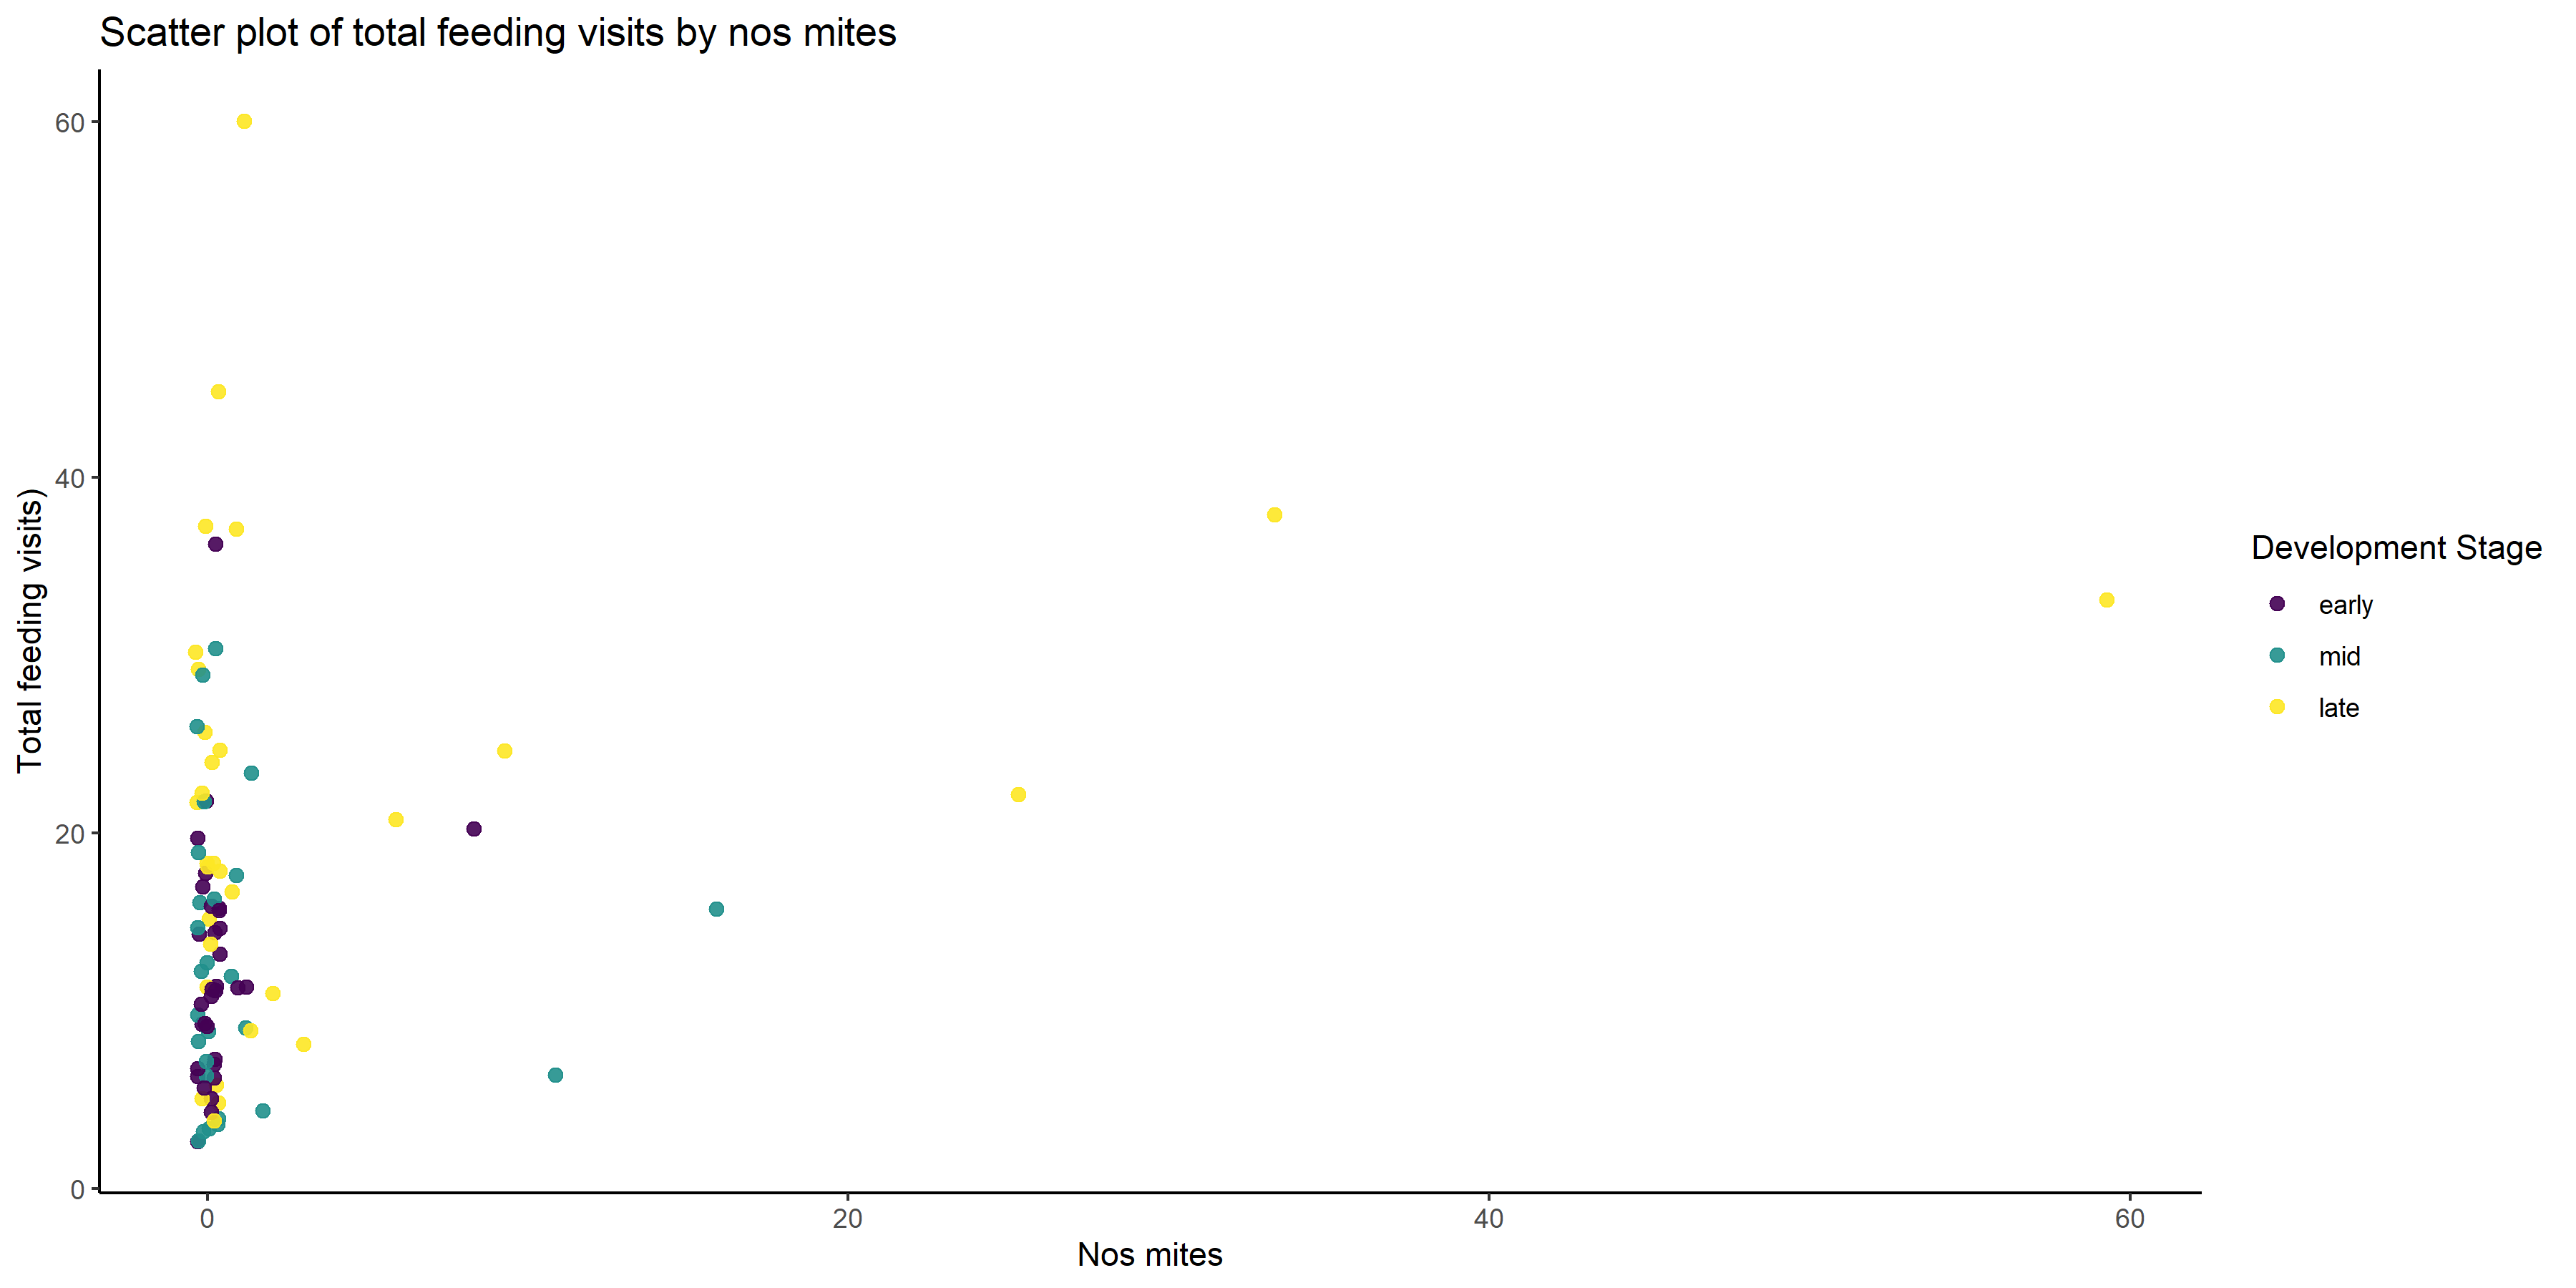 Scatter plot of total feeding visits by nos mites
Total feeding visits)
60
40
20
0
0 20 40 60
Nos mites
Development Stage
early
mid
late